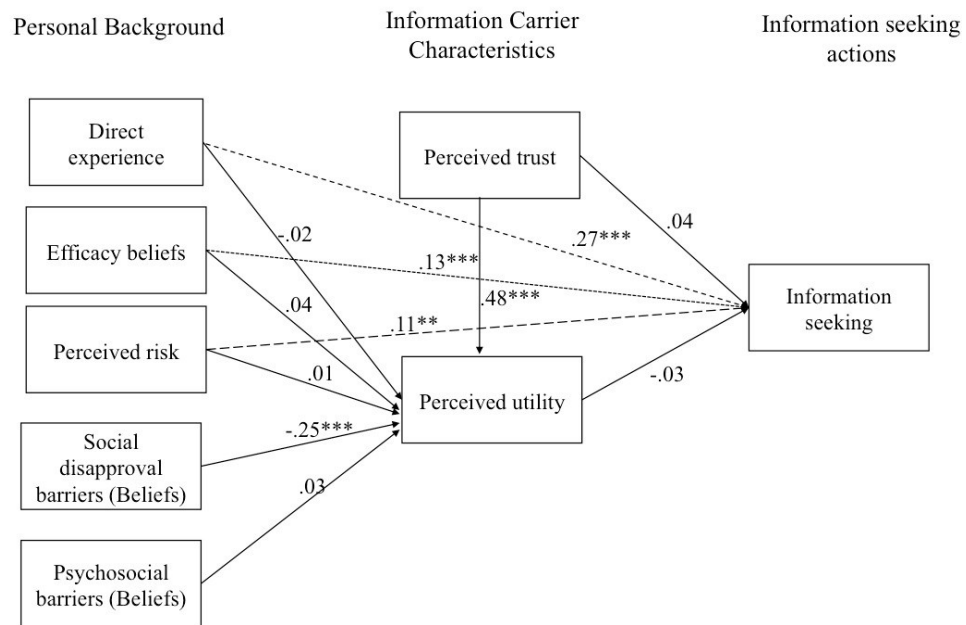 Personal Background
Information Carrier
Characteristics
Information seeking
actions
Direct
experience
Perceived trust
-.02
.04
.27***
Efficacy beliefs
.13***
.48***
Information
seeking
.04
Perceived risk
.11**
.01
Perceived utility
-.03
Social
disapproval
barriers (Beliefs)
-.25***
.03
Psychosocial
barriers (Beliefs)